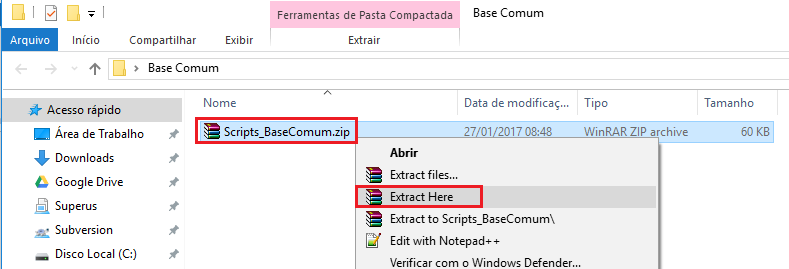 Ferramentas de Pasta Compactada Base Comum
Arquivo Início Compartilhar Exibir Extrair
Base Comum
Acesso rápido
Área de Trabalho
Downloads
Google Drive
Superus
Subversion
Disco Local (C:)
Nome Data de modificaç... Tipo Tamanho
Scripts_BaseComum.zip 27/01/2017 08:48 WinRAR ZIP archive 60 KB
Abrir
Extract files...
Extract Here
Extract to Scripts_BaseComum\
Edit with Notepad++
Verificar com o Windows Defender...